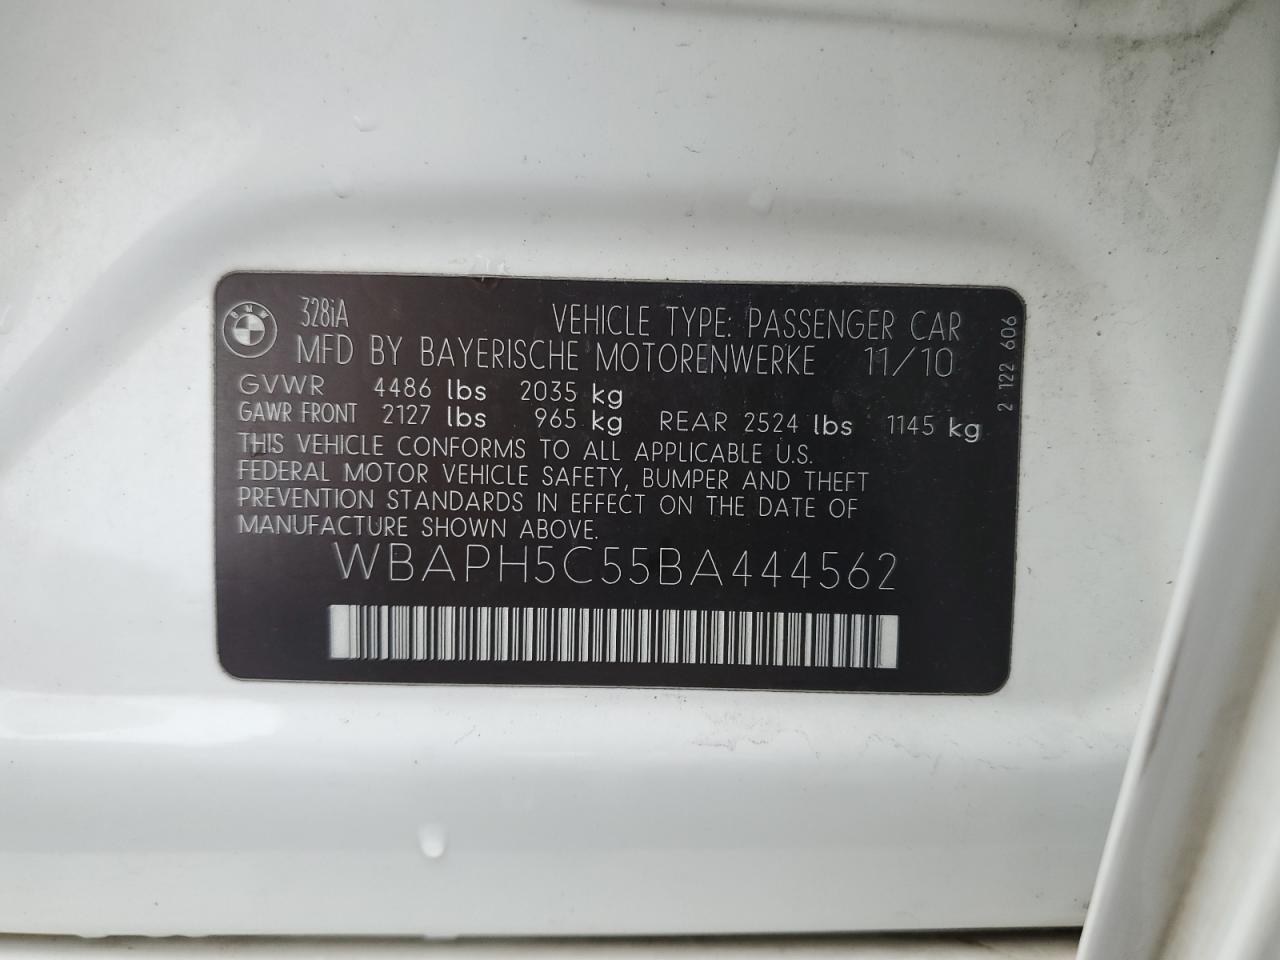 BMW
328iA VEHICLE TYPE: PASSENGER CAR
MFD BY BAYERISCHE MOTORENWERKE 11/10
GVWR 4486 lbs 2035 kg
GAWR FRONT 2127 lbs 965 kg REAR 2524 lbs 1145 kg
THIS VEHICLE CONFORMS TO ALL APPLICABLE U.S.
FEDERAL MOTOR VEHICLE SAFETY, BUMPER AND THEFT
PREVENTION STANDARDS IN EFFECT ON THE DATE OF
MANUFACTURE SHOWN ABOVE.
WBAPH5C55BA444562
2 122 606